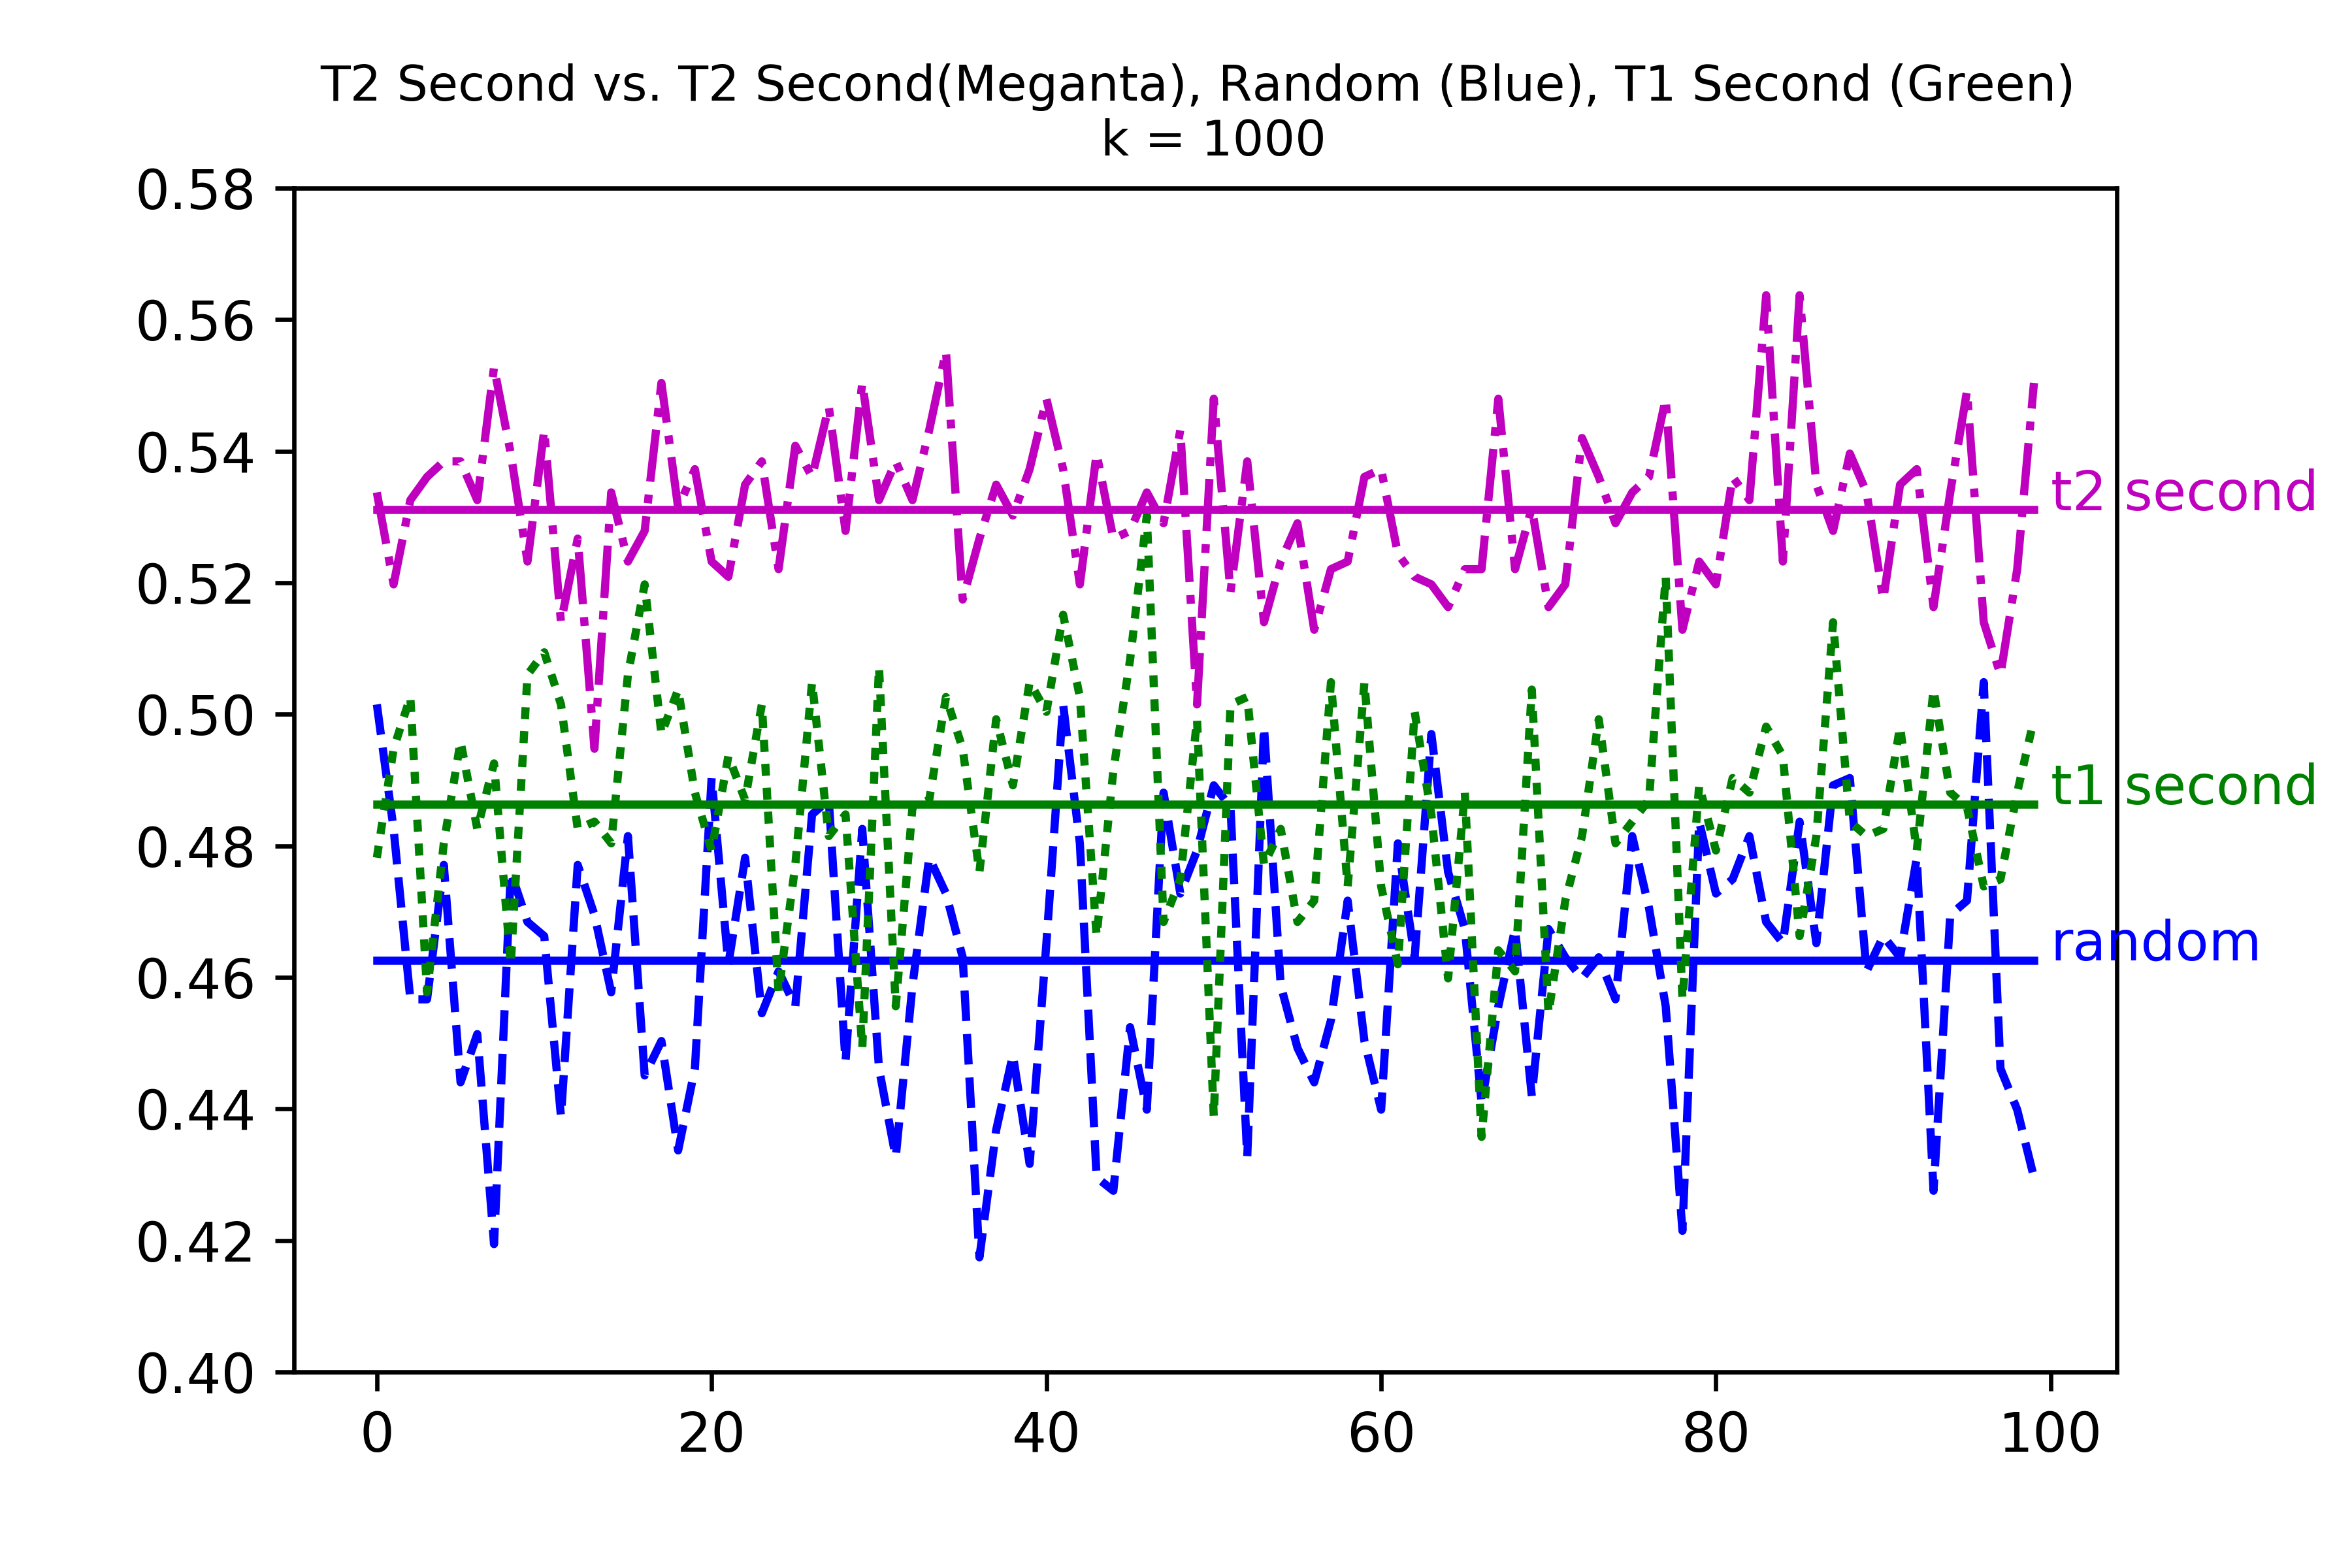 T2 Second vs. T2 Second(Meganta), Random (Blue), T1 Second (Green)
k = 1000
0.58
0.56
0.54
t2 second
0.52
0.50
t1 second
0.48
random
0.46
0.44
0.42
0.40
0 20 40 60 80 100